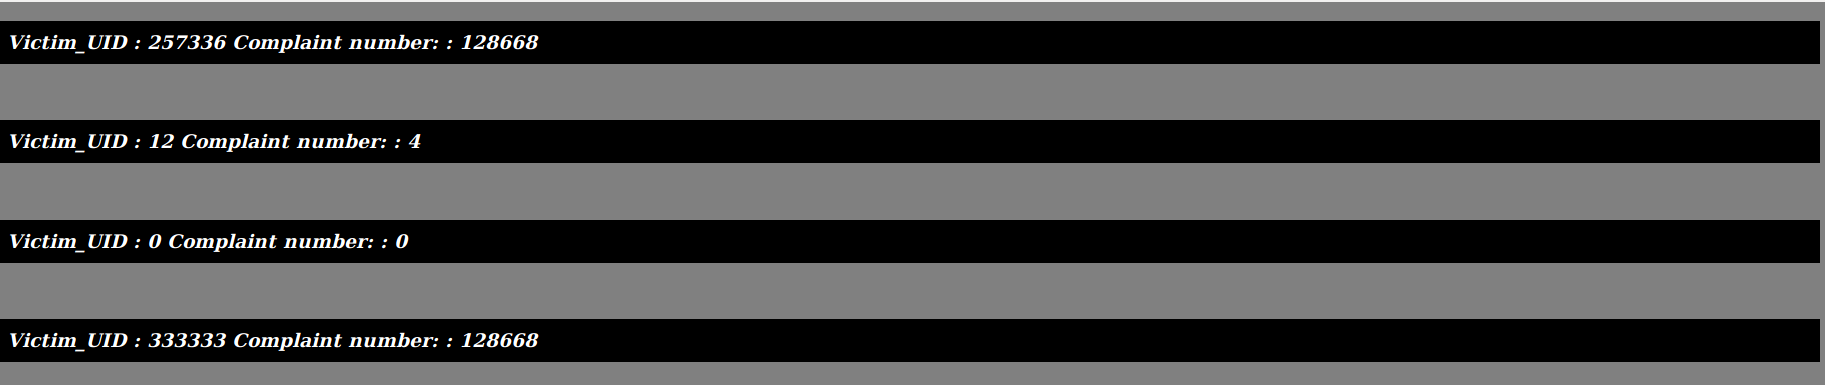 Victim_UID : 257336 Complaint number: : 128668
Victim_UID : 12 Complaint number: : 4
Victim_UID : 0 Complaint number: : 0
Victim_UID : 333333 Complaint number: : 128668